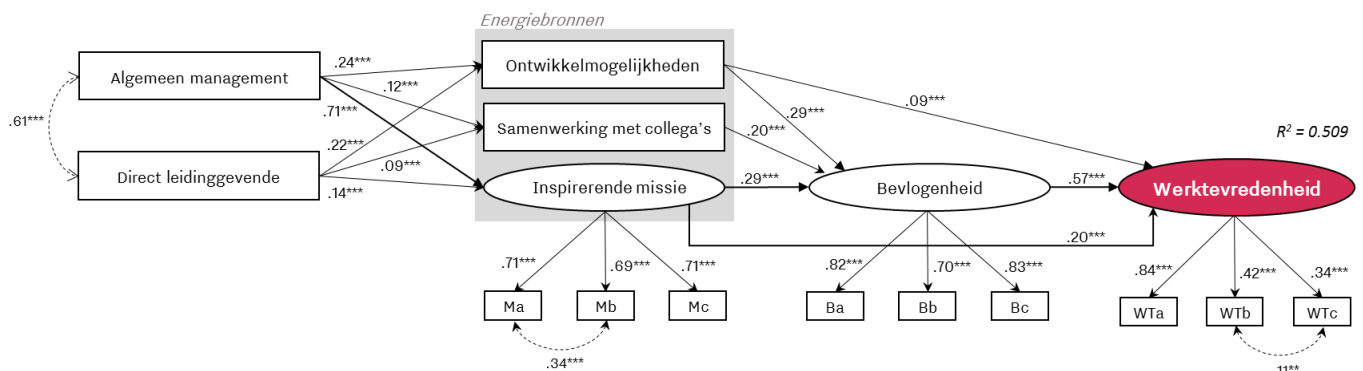 Energiebronnen
Algemeen management
.24***
Ontwikkelmogelijkheden
.12***
.71***
.09***
.61***
.29***
Samenwerking met collega's
.20***
R² = 0.509
.22***
Direct leidinggevende
.09***
.14***
Inspirerende missie
.29***
Bevlogenheid
.57***
Werktevredenheid
.20***
.71***
.69***
.71***
.82***
.70***
.83***
.84***
.42***
.34***
Ma
Mb
Mc
Ba
Bb
Bc
WTa
WTb
WTc
.34***
.11**